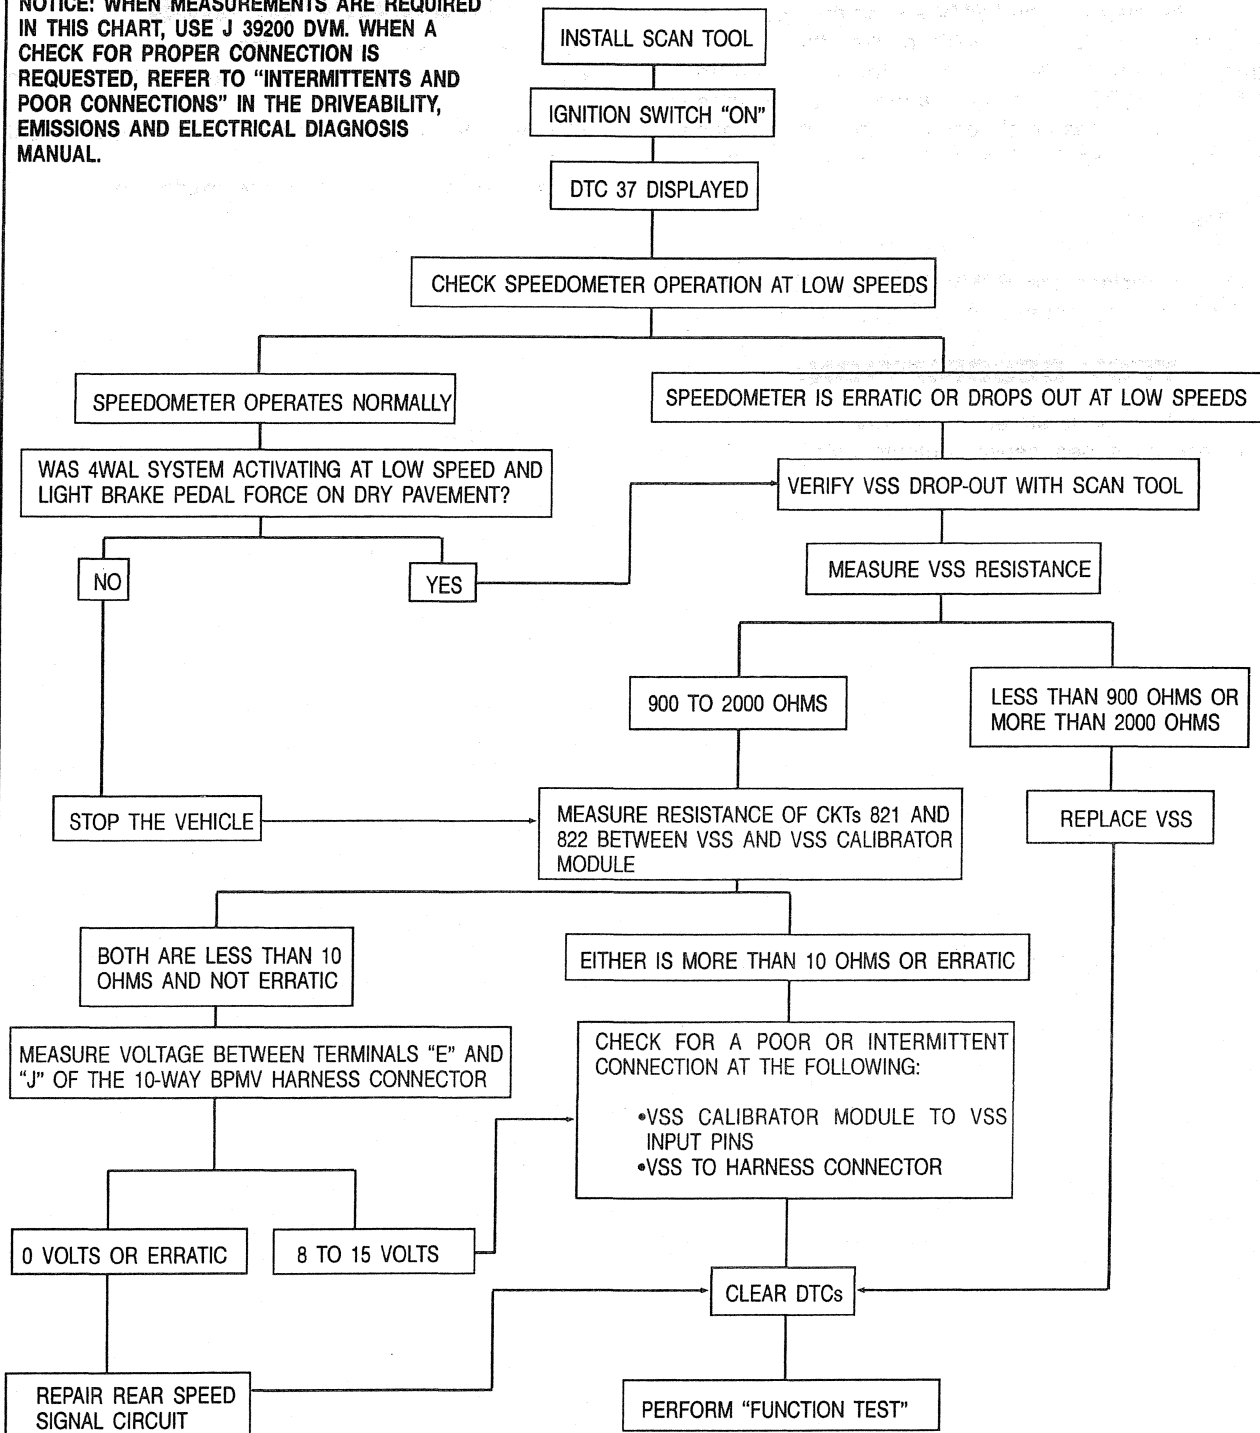 NOTICE: WHEN MEASUREMENTS ARE REQUIRED
IN THIS CHART, USE J 39200 DVM. WHEN A
CHECK FOR PROPER CONNECTION IS
REQUESTED, REFER TO “INTERMITTENTS AND
POOR CONNECTIONS” IN THE DRIVEABILITY,
EMISSIONS AND ELECTRICAL DIAGNOSIS
MANUAL.
INSTALL SCAN TOOL
IGNITION SWITCH “ON”
DTC 37 DISPLAYED
CHECK SPEEDOMETER OPERATION AT LOW SPEEDS
SPEEDOMETER OPERATES NORMALLY
SPEEDOMETER IS ERRATIC OR DROPS OUT AT LOW SPEEDS
WAS 4WAL SYSTEM ACTIVATING AT LOW SPEED AND
LIGHT BRAKE PEDAL FORCE ON DRY PAVEMENT?
VERIFY VSS DROP-OUT WITH SCAN TOOL
NO
YES
MEASURE VSS RESISTANCE
900 TO 2000 OHMS
LESS THAN 900 OHMS OR
MORE THAN 2000 OHMS
STOP THE VEHICLE
MEASURE RESISTANCE OF CKTs 821 AND
822 BETWEEN VSS AND VSS CALIBRATOR
MODULE
REPLACE VSS
BOTH ARE LESS THAN 10
OHMS AND NOT ERRATIC
EITHER IS MORE THAN 10 OHMS OR ERRATIC
MEASURE VOLTAGE BETWEEN TERMINALS “E” AND
“J” OF THE 10-WAY BPMV HARNESS CONNECTOR
CHECK FOR A POOR OR INTERMITTENT
CONNECTION AT THE FOLLOWING:
•VSS CALIBRATOR MODULE TO VSS
INPUT PINS
•VSS TO HARNESS CONNECTOR
0 VOLTS OR ERRATIC
8 TO 15 VOLTS
CLEAR DTCs
REPAIR REAR SPEED
SIGNAL CIRCUIT
PERFORM “FUNCTION TEST”